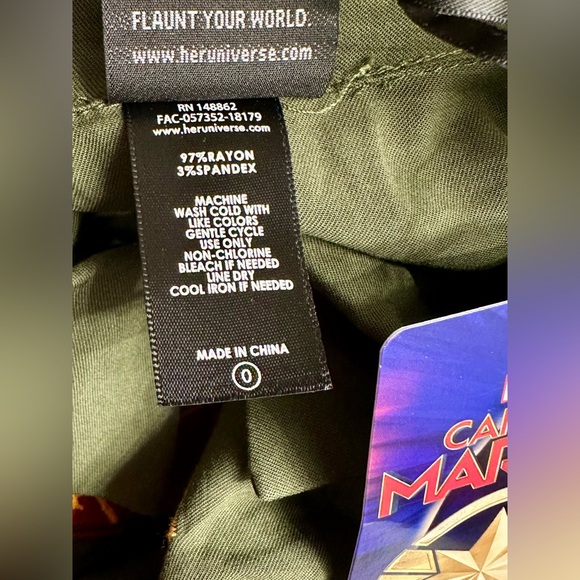 FLAUNT YOUR WORLD.
www.heruniverse.com
RN 148862
FAC-057352-18179
www.heruniverse.com
97%RAYON
3%SPANDEX
MACHINE
WASH COLD WITH
LIKE COLORS
GENTLE CYCLE
USE ONLY
NON-CHLORINE
BLEACH IF NEEDED
LINE DRY
COOL IRON IF NEEDED
MADE IN CHINA
0